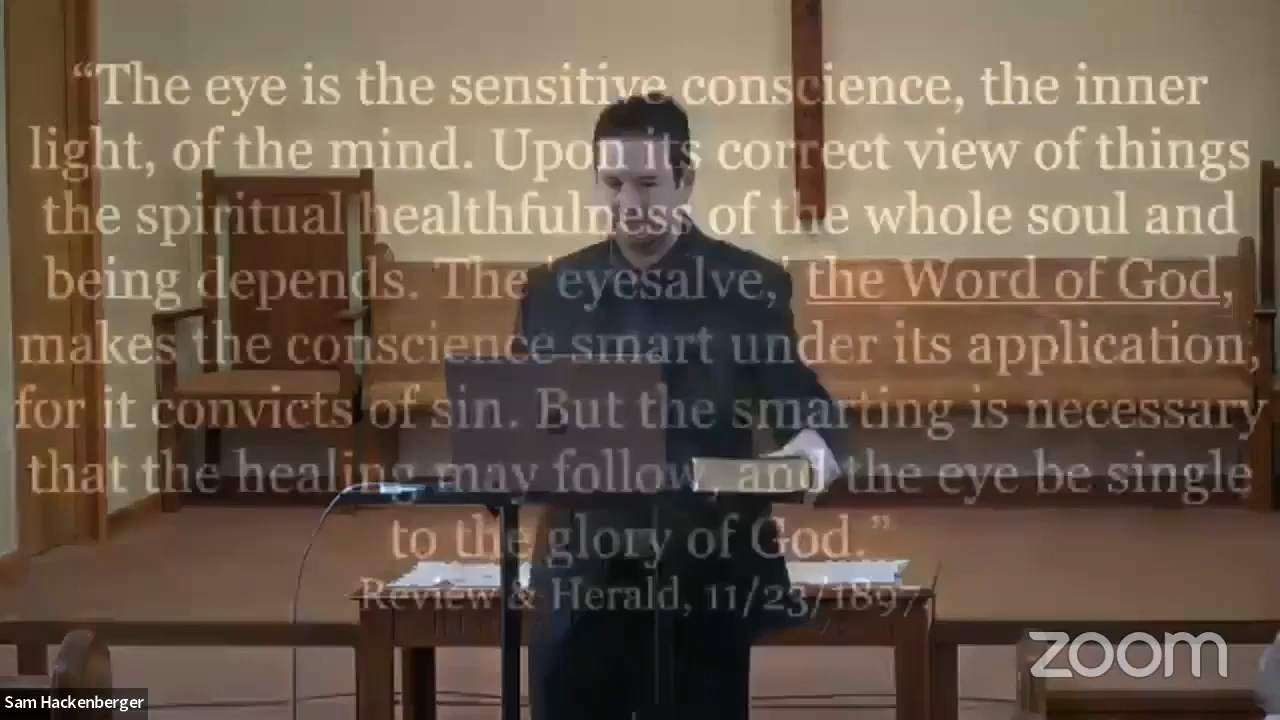 “The eye is the sensitive conscience, the inner
light, of the mind. Upon its correct view of things
the spiritual healthfulness of the whole soul and
being depends. The 'eyesalve,' the Word of God,
makes the conscience smart under its application,
for it convicts of sin. But the smarting is necessary
that the healing may follow, and the eye be single
to the glory of God.”
Review & Herald, 11/23/1897
zoom
Sam Hackenberger